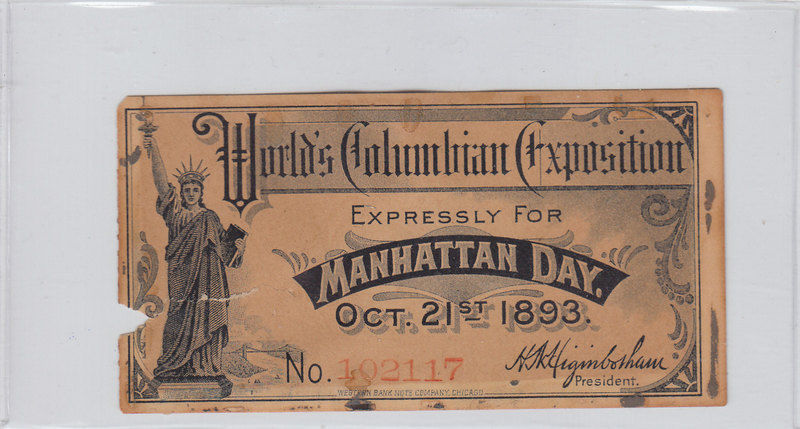 World's Columbian Exposition
EXPRESSLY FOR
MANHATTAN DAY.
OCT. 21ST 1893.
No. 102117
H.N. Higinbotham
President.
WESTERN BANK NOTE COMPANY, CHICAGO